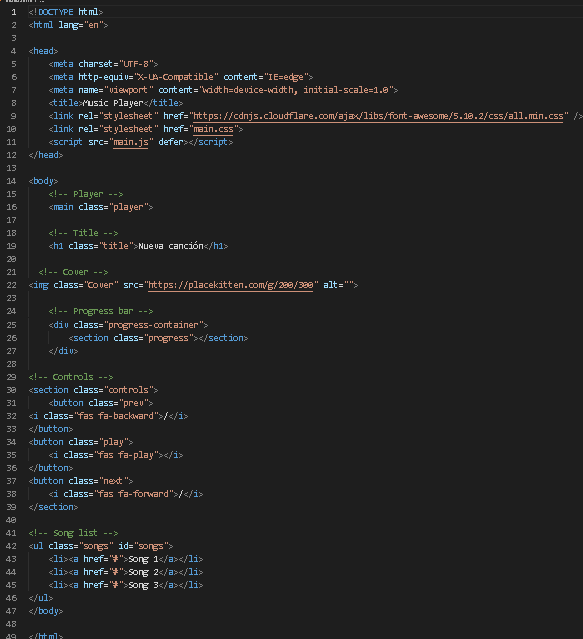 1 <!DOCTYPE html>
2 <html lang="en">
3
4 <head>
5 <meta charset="UTF-8">
6 <meta http-equiv="X-UA-Compatible" content="IE=edge">
7 <meta name="viewport" content="width=device-width, initial-scale=1.0">
8 <title>Music Player</title>
9 <link rel="stylesheet" href="https://cdnjs.cloudflare.com/ajax/libs/font-awesome/5.10.2/css/all.min.css" />
10 <link rel="stylesheet" href="main.css">
11 <script src="main.js" defer></script>
12 </head>
13
14 <body>
15 <!-- Player -->
16 <main class="player">
17
18 <!-- Title -->
19 <h1 class="title">Nueva canción</h1>
20
21 <!-- Cover -->
22 <img class="Cover" src="https://placekitten.com/g/200/300" alt="">
23
24 <!-- Progress bar -->
25 <div class="progress-container">
26 <section class="progress"></section>
27 </div>
28
29 <!-- Controls -->
30 <section class="controls">
31 <button class="prev">
32 <i class="fas fa-backward">/</i>
33 </button>
34 <button class="play">
35 <i class="fas fa-play"></i>
36 </button>
37 <button class="next">
38 <i class="fas fa-forward">/</i>
39 </section>
40
41 <!-- Song list -->
42 <ul class="songs" id="songs">
43 <li><a href="#">Song 1</a></li>
44 <li><a href="#">Song 2</a></li>
45 <li><a href="#">Song 3</a></li>
46 </ul>
47 </body>
48
49 </html>